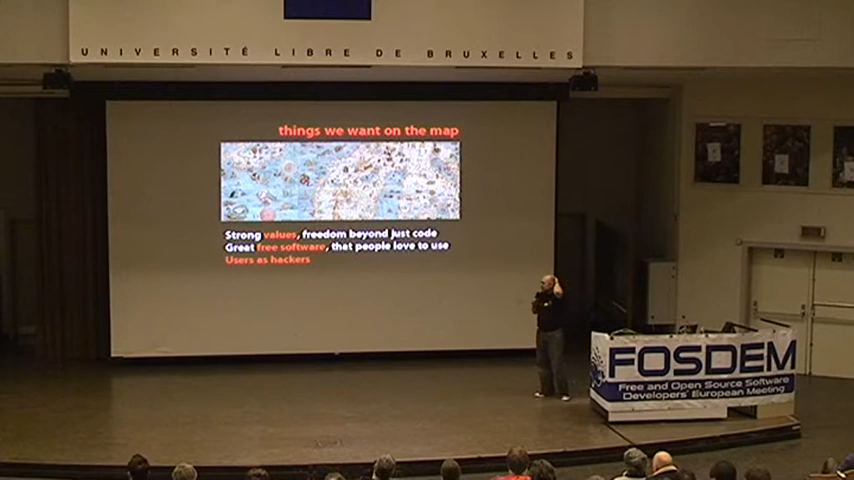 UNIVERSITÉ LIBRE DE BRUXELLES
things we want on the map
Strong values, freedom beyond just code
Great free software, that people love to use
Users as hackers
FOSDEM
Free and Open Source Software
Developers' European Meeting